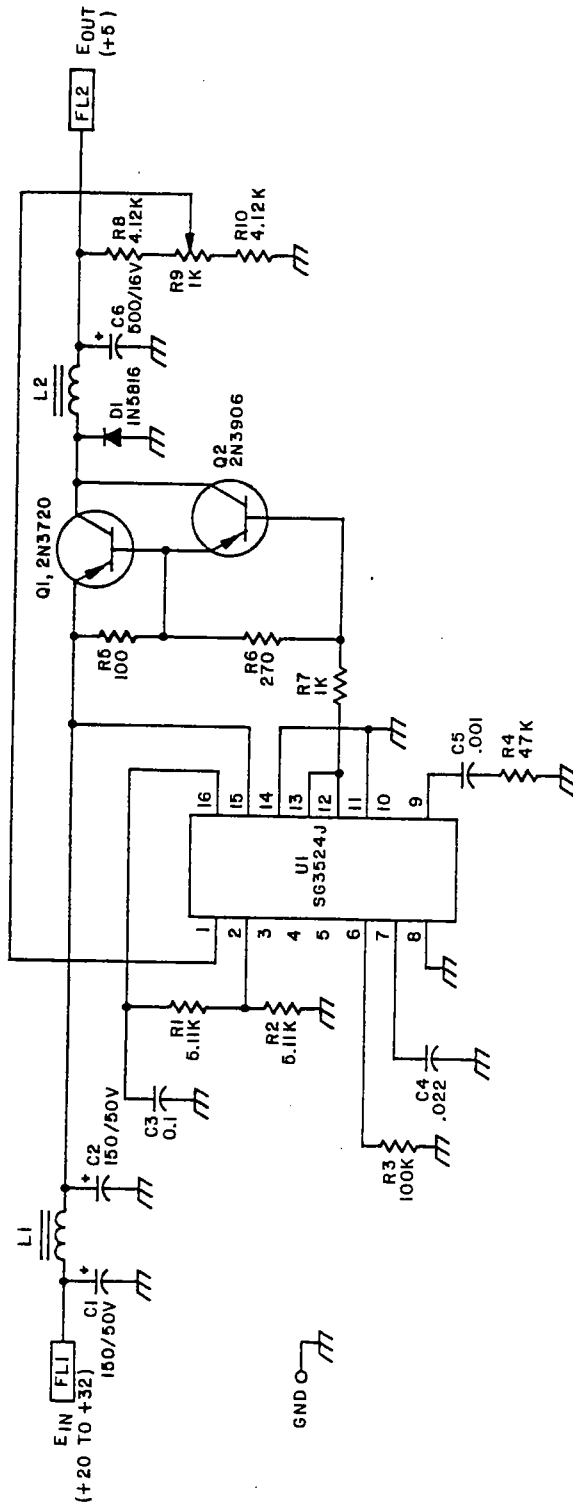 EIN
(+20 TO +32)
FL1
C1
150/50V
+
L1
C2
150/50V
+
GND
C3
0.1
R1
5.11K
R2
5.11K
R3
100K
C4
.022
1
2
3
4
5
6
7
8
U1
SG3524J
16
15
14
13
12
11
10
9
C5
.001
R4
47K
R5
100
R6
270
R7
1K
Q1, 2N3720
Q2
2N3906
D1
1N5816
L2
C6
500/16V
+
R8
4.12K
R9
1K
R10
4.12K
FL2
EOUT
(+5)